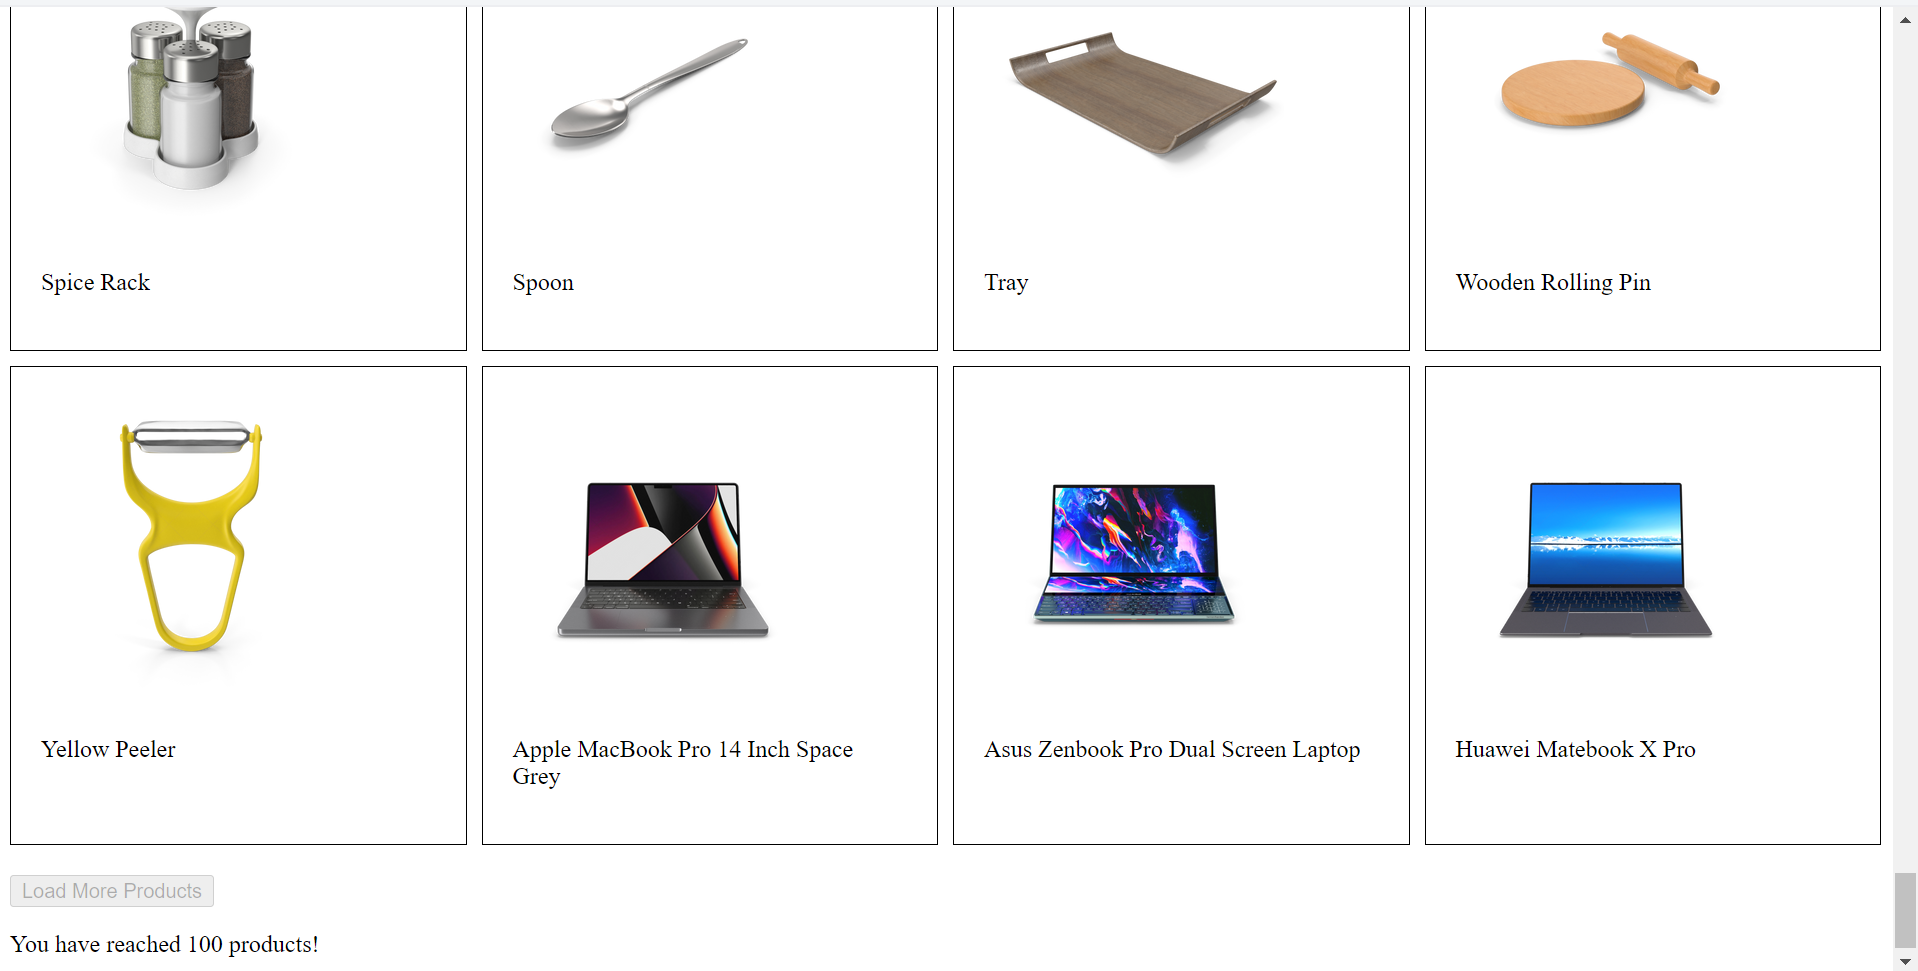 Spice Rack
Spoon
Tray
Wooden Rolling Pin
Yellow Peeler
Apple MacBook Pro 14 Inch Space
Grey
Asus Zenbook Pro Dual Screen Laptop
Huawei Matebook X Pro
Load More Products
You have reached 100 products!